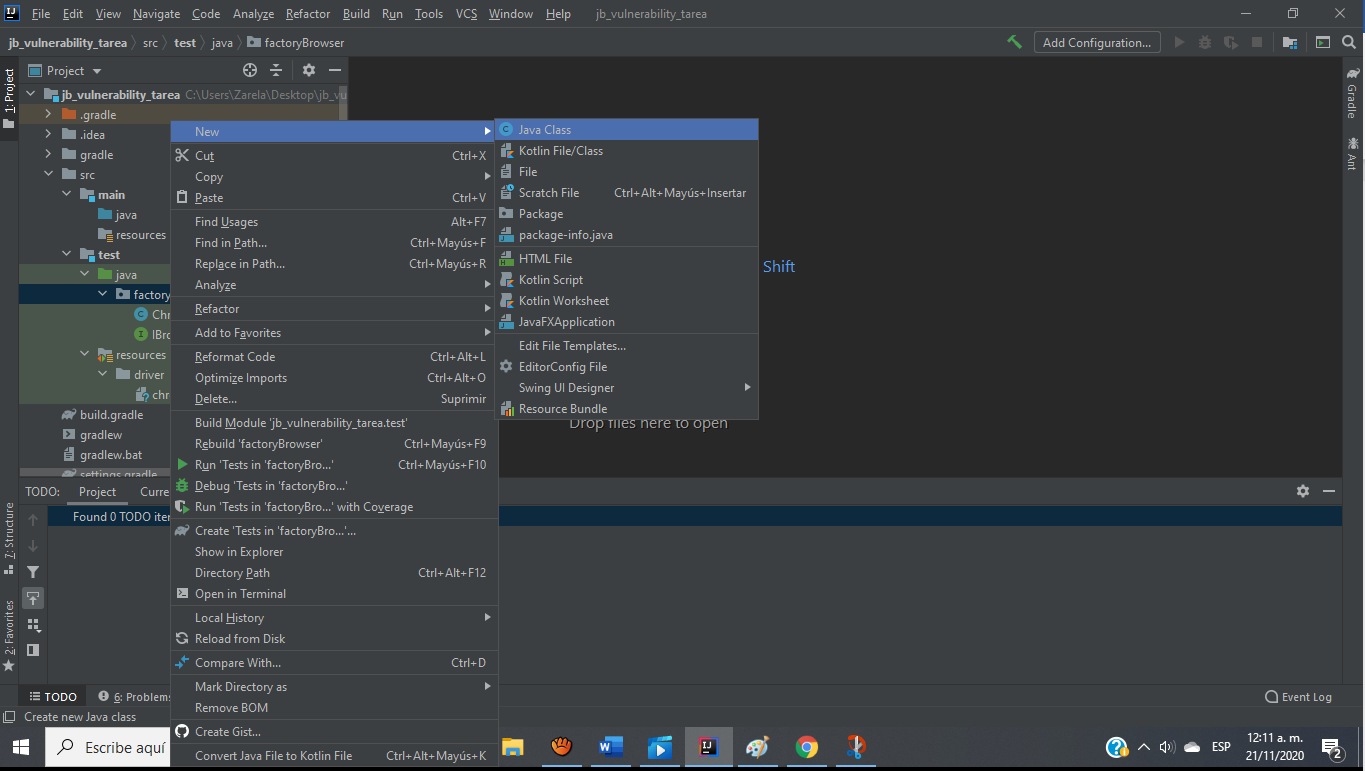 IJ File Edit View Navigate Code Analyze Refactor Build Run Tools VCS Window Help jb_vulnerability_tarea
jb_vulnerability_tarea src test java factoryBrowser Add Configuration...
1: Project
Project
jb_vulnerability_tarea C:\Users\Zarela\Desktop\jb_vu
.gradle
.idea
gradle
src
main
java
resources
test
java
factory
Chr
IBro
resources
driver
chr
build.gradle
gradlew
gradlew.bat
settings.gradle
New
Cut Ctrl+X
Copy
Paste Ctrl+V
Find Usages Alt+F7
Find in Path... Ctrl+Mayús+F
Replace in Path... Ctrl+Mayús+R
Analyze
Refactor
Add to Favorites
Reformat Code Ctrl+Alt+L
Optimize Imports Ctrl+Alt+O
Delete... Suprimir
Build Module 'jb_vulnerability_tarea.test'
Rebuild 'factoryBrowser' Ctrl+Mayús+F9
Run 'Tests in 'factoryBro...' Ctrl+Mayús+F10
Debug 'Tests in 'factoryBro...'
Run 'Tests in 'factoryBro...' with Coverage
Create 'Tests in 'factoryBro...'...
Show in Explorer
Directory Path Ctrl+Alt+F12
Open in Terminal
Local History
Reload from Disk
Compare With... Ctrl+D
Mark Directory as
Remove BOM
Create Gist...
Convert Java File to Kotlin File Ctrl+Alt+Mayús+K
Java Class
Kotlin File/Class
File
Scratch File Ctrl+Alt+Mayús+Insertar
Package
package-info.java
HTML File
Kotlin Script
Kotlin Worksheet
JavaFXApplication
Edit File Templates...
EditorConfig File
Swing UI Designer
Resource Bundle
Shift
Drop files here to open
Gradle
Ant
TODO: Project Curre
Found 0 TODO iter
7: Structure
2: Favorites
TODO 6: Problems
Event Log
Create new Java class
Escribe aquí
ESP
12:11 a. m.
21/11/2020
2